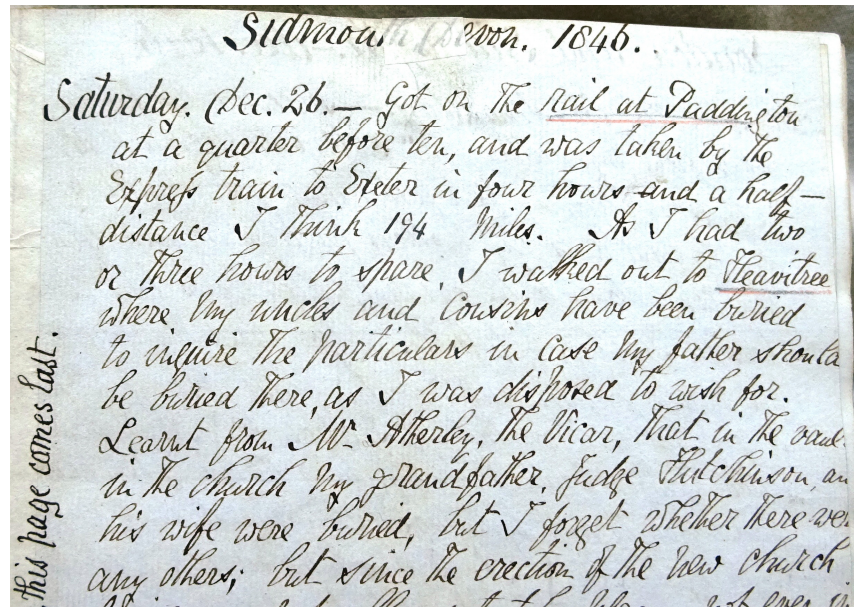 Sidmouth Devon. 1846.
Saturday. Dec. 26.— Got on the rail at Paddington
at a quarter before ten, and was taken by the
Express train to Exeter in four hours and a half—
distance I think 194 miles. As I had two
or three hours to spare, I walked out to Heavitree
where my uncles and cousins have been buried
to inquire the particulars in case my father should
be buried there, as I was disposed to wish for.
Learnt from Mr Atherley, the Vicar, that in the vaul
in the church my grandfather, Judge Hutchinson, an
his wife were buried, but I forget whether there wer
any others; but since the erection of the new church
this page comes last.